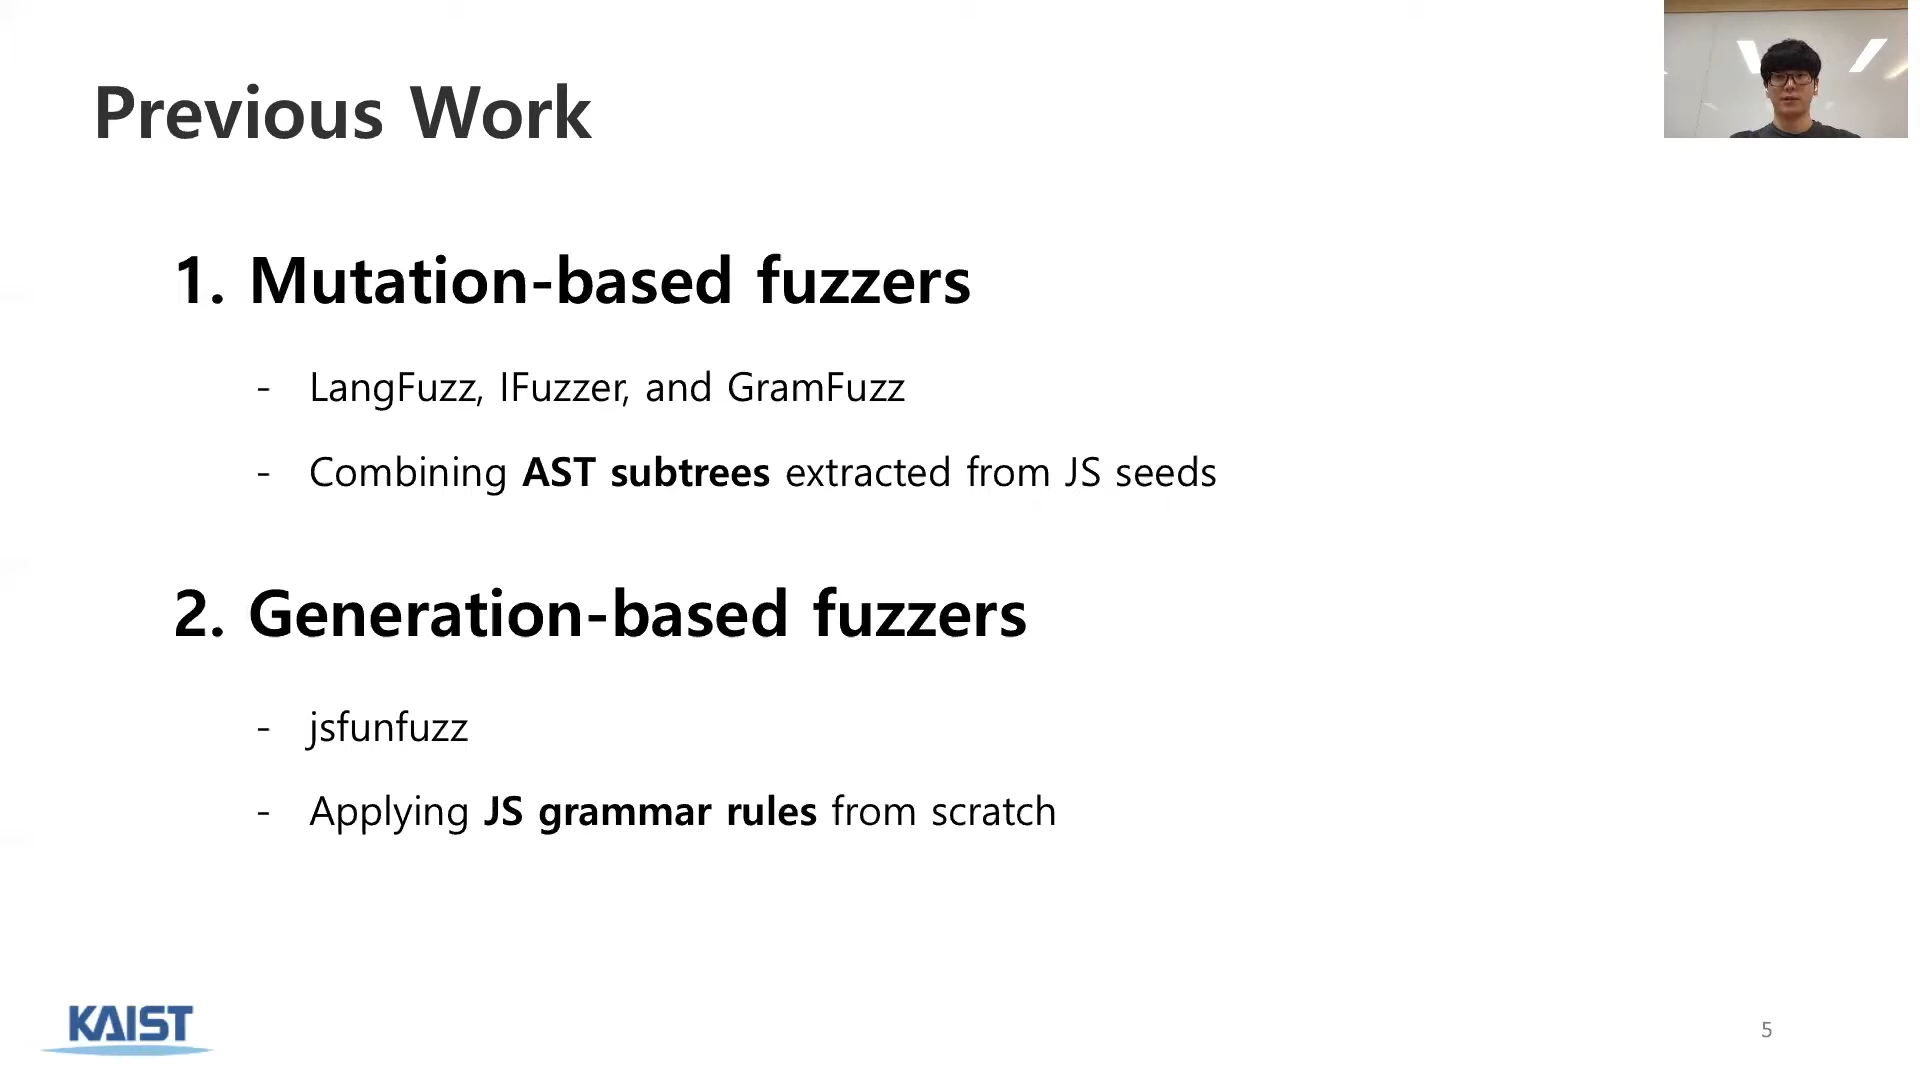 Previous Work
1. Mutation-based fuzzers
- LangFuzz, IFuzzer, and GramFuzz
- Combining AST subtrees extracted from JS seeds
2. Generation-based fuzzers
- jsfunfuzz
- Applying JS grammar rules from scratch
KAIST
5